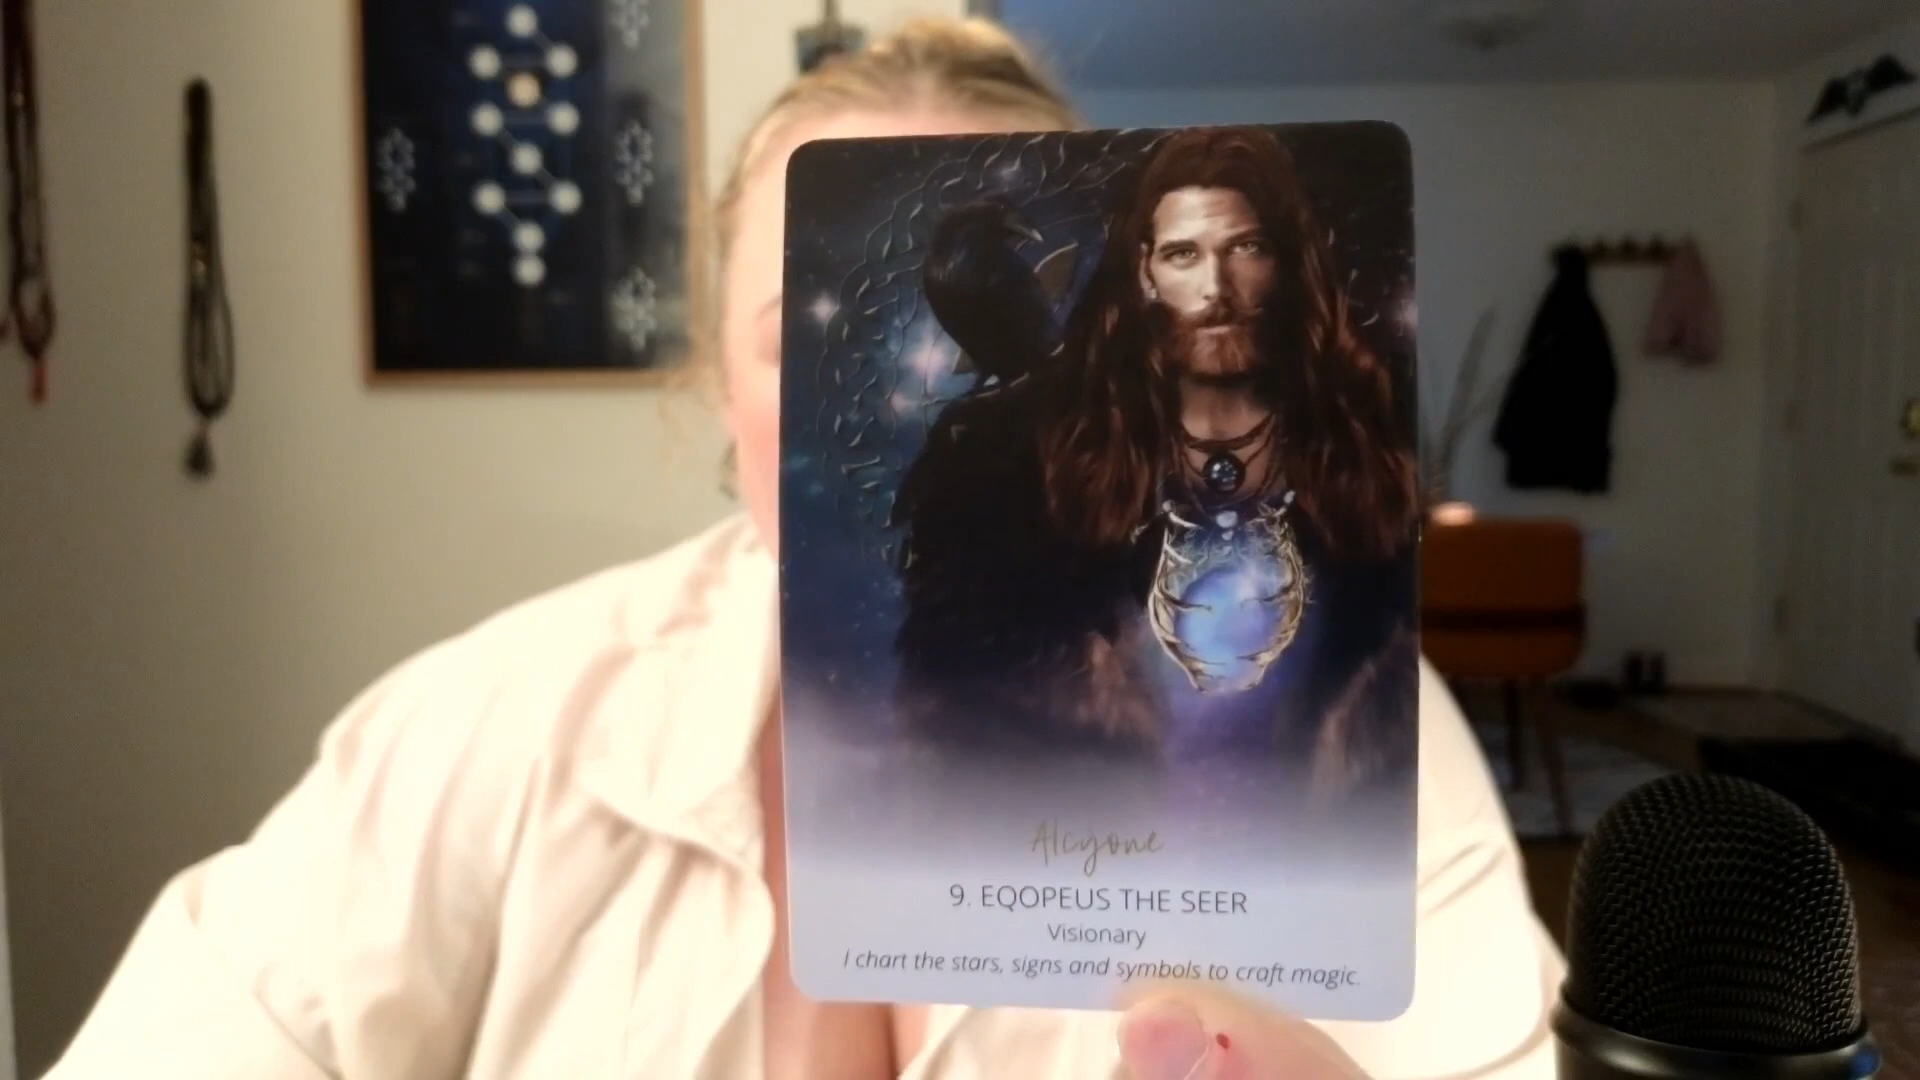 Alcyone
9. EQOPEUS THE SEER
Visionary
I chart the stars, signs and symbols to craft magic.